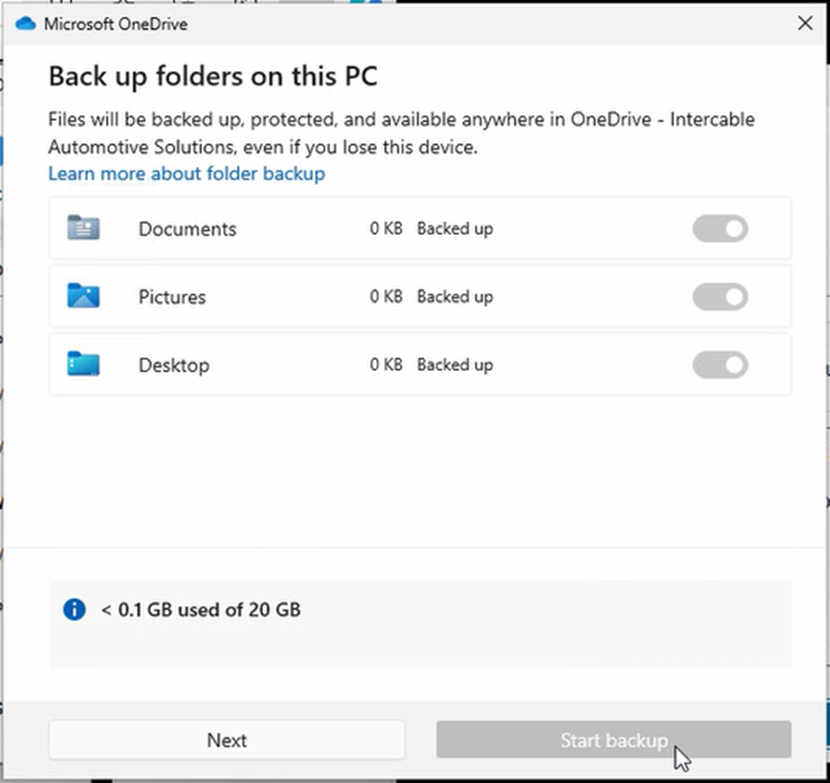 Microsoft OneDrive
Back up folders on this PC
Files will be backed up, protected, and available anywhere in OneDrive - Intercable
Automotive Solutions, even if you lose this device.
Learn more about folder backup
Documents 0 KB Backed up
Pictures 0 KB Backed up
Desktop 0 KB Backed up
< 0.1 GB used of 20 GB
Next Start backup